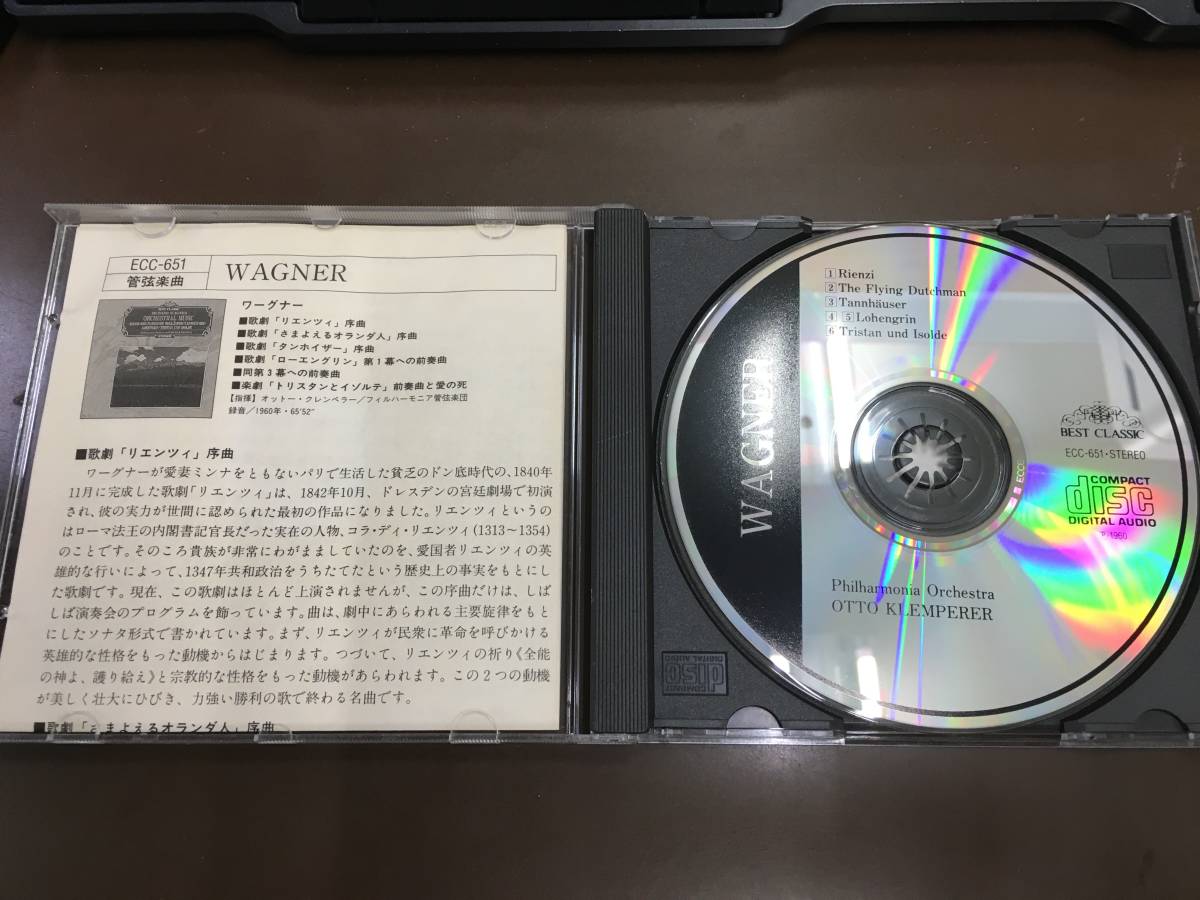 ECC-651
管弦楽曲
WAGNER
ORCHESTRAL MUSIC
ワーグナー
■歌劇「リエンツィ」序曲
■歌劇「さまよえるオランダ人」序曲
■歌劇「タンホイザー」序曲
■歌劇「ローエングリン」第1幕への前奏曲
■同第3幕への前奏曲
■楽劇「トリスタンとイゾルテ」前奏曲と愛の死
【指揮】オットー・クレンペラー/フィルハーモニア管弦楽団
録音/1960年・65'52"
■歌劇「リエンツィ」序曲
ワーグナーが愛妻ミンナをともないパリで生活した貧乏のドン底時代の、1840年
11月に完成した歌劇「リエンツィ」は、1842年10月、ドレスデンの宮廷劇場で初演
され、彼の実力が世間に認められた最初の作品になりました。リエンツィというの
はローマ法王の内閣書記官長だった実在の人物、コラ・ディ・リエンツィ(1313〜1354)
のことです。そのころ貴族が非常にわがまましていたのを、愛国者リエンツィの英
雄的な行いによって、1347年共和政治をうちたてたという歴史上の事実をもとにし
た歌劇です。現在、この歌劇はほとんど上演されませんが、この序曲だけは、しば
しば演奏会のプログラムを飾っています。曲は、劇中にあらわれる主要旋律をもと
にしたソナタ形式で書かれています。まず、リエンツィが民衆に革命を呼びかける
英雄的な性格をもった動機からはじまります。つづいて、リエンツィの祈り《全能
の神よ、護り給え》と宗教的な性格をもった動機があらわれます。この2つの動機
が美しく壮大にひびき、力強い勝利の歌で終わる名曲です。
■歌劇「さまよえるオランダ人」序曲
1 Rienzi
2 The Flying Dutchman
3 Tannhäuser
4 5 Lohengrin
6 Tristan und Isolde
WAGNER
BEST CLASSIC
ECC-651・STEREO
COMPACT
disc
DIGITAL AUDIO
P.1960
Philharmonia Orchestra
OTTO KLEMPERER
COMPACT
disc
DIGITAL AUDIO